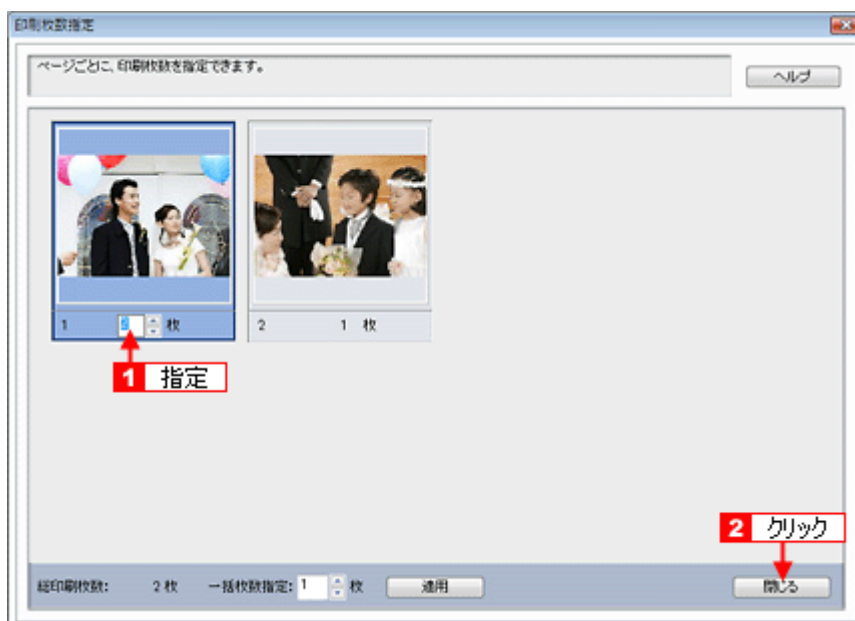 印刷枚数指定
ページごとに、印刷枚数を指定できます。
ヘルプ
1 2 枚
2 1 枚
1 指定
2 クリック
総印刷枚数: 2 枚 一括枚数指定: 1 枚 適用 閉じる